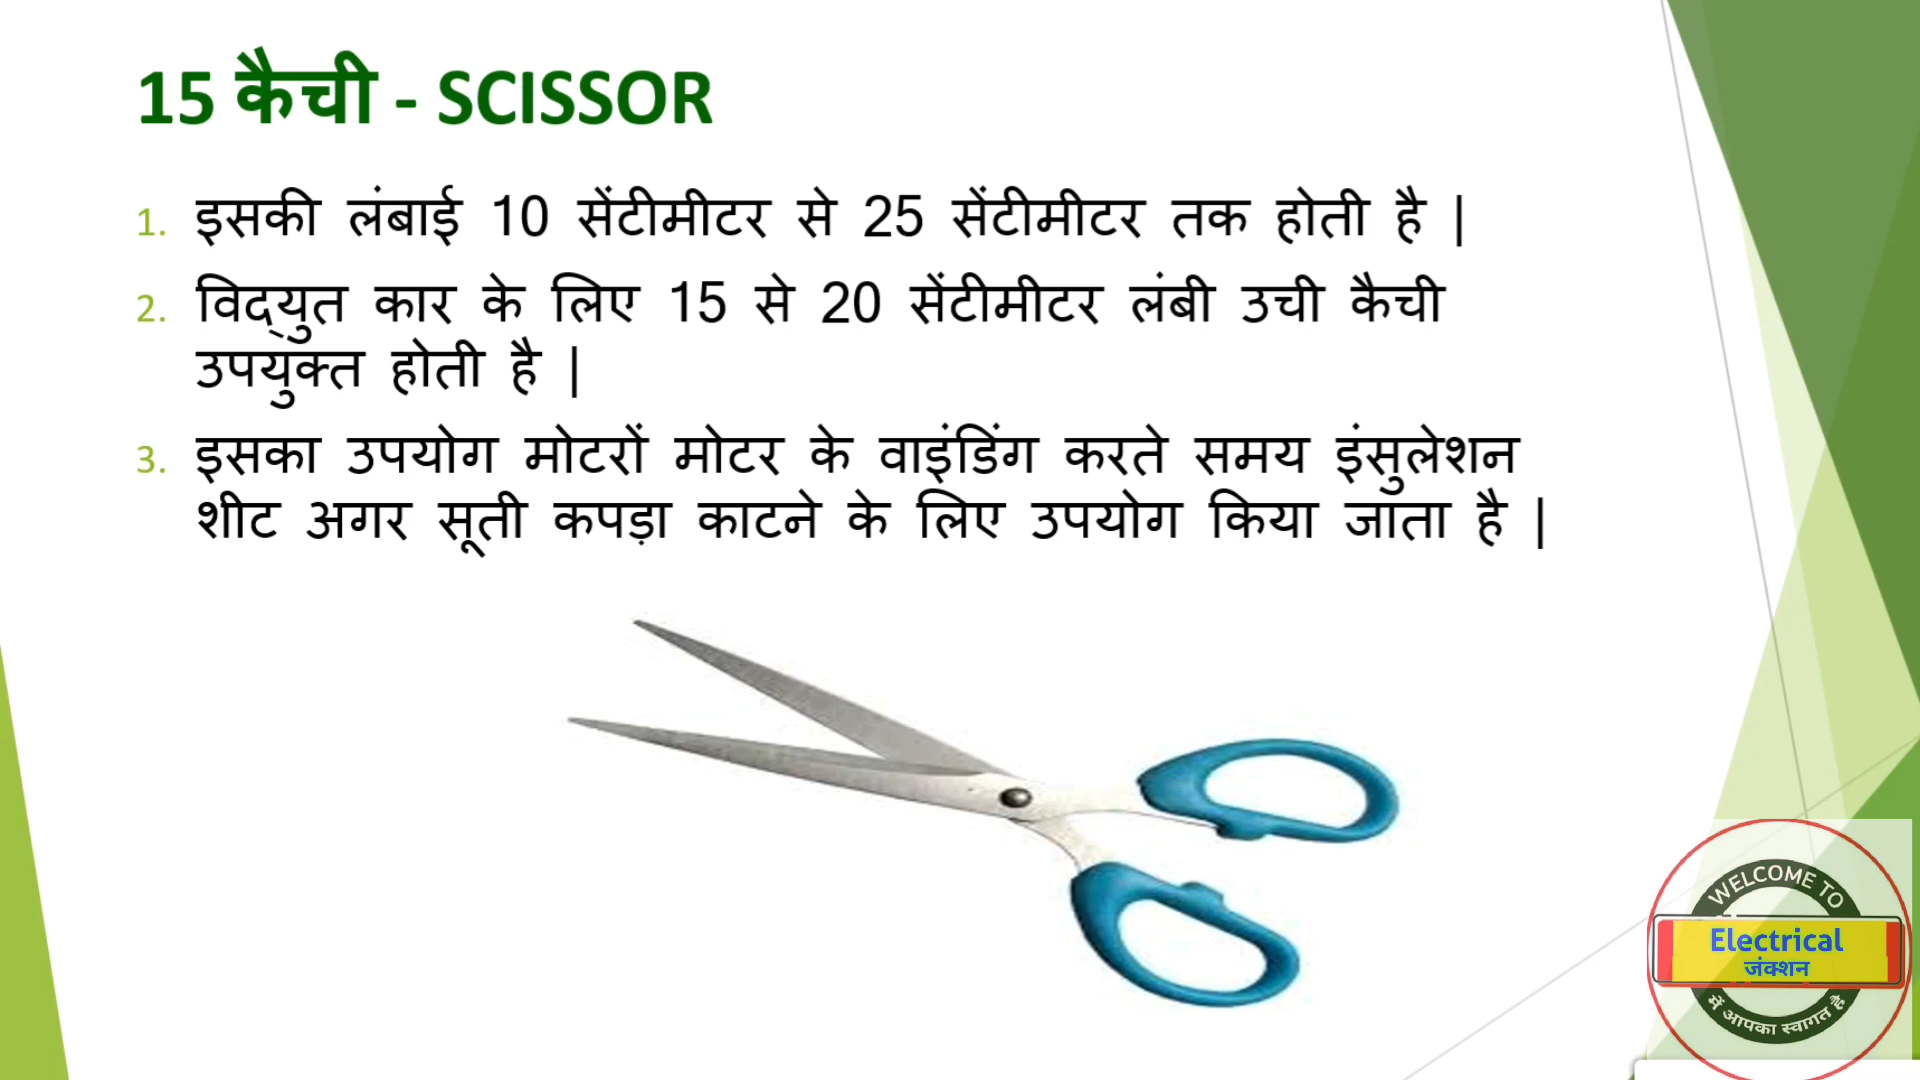 15 कैची - SCISSOR
1. इसकी लंबाई 10 सेंटीमीटर से 25 सेंटीमीटर तक होती है |
2. विद्युत कार के लिए 15 से 20 सेंटीमीटर लंबी उची कैची
उपयुक्त होती है |
3. इसका उपयोग मोटरों मोटर के वाइंडिंग करते समय इंसुलेशन
शीट अगर सूती कपड़ा काटने के लिए उपयोग किया जाता है |
WELCOME TO
Electrical
जंक्शन
में आपका स्वागत है